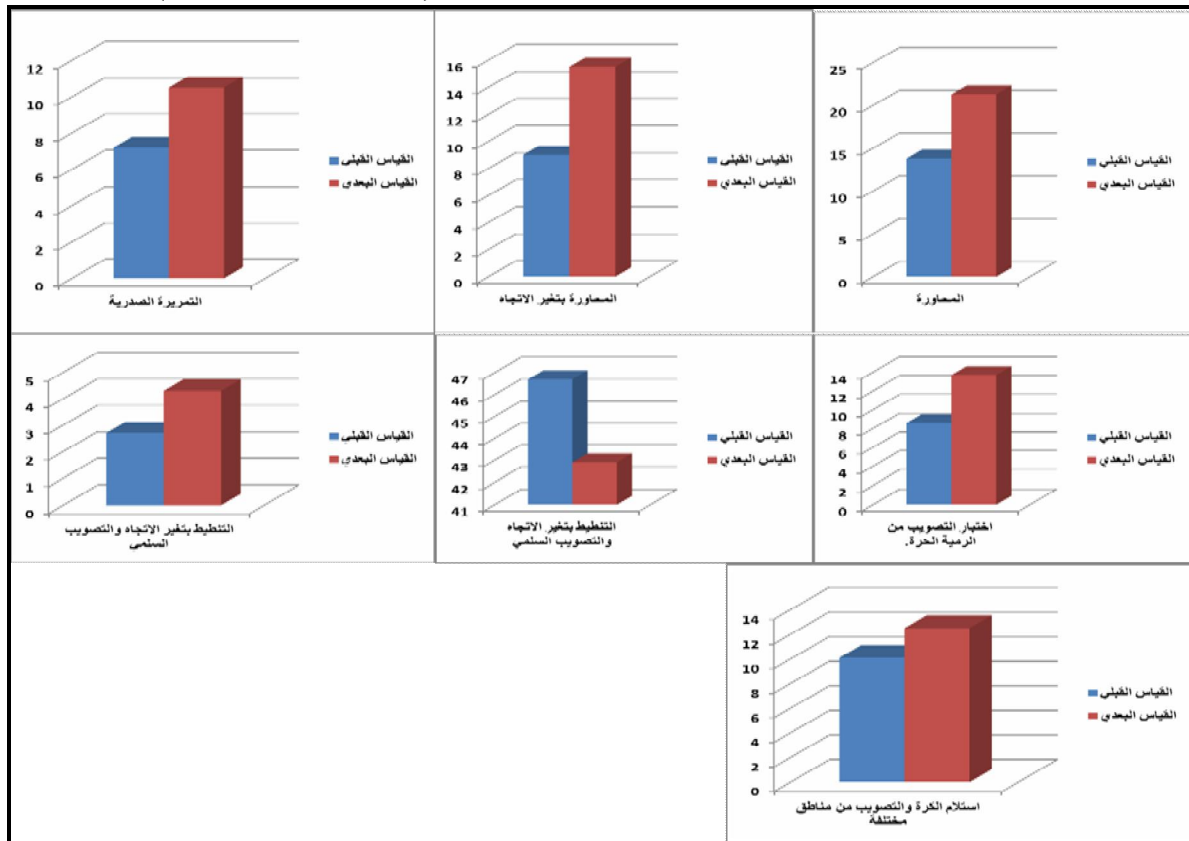 12
10
8
6
4
2
0
القياس القبلي
القياس البعدي
التمريرة الصدرية
16
14
12
10
8
6
4
2
0
القياس القبلي
القياس البعدي
المحاورة بتغير الاتجاه
25
20
15
10
5
0
القياس القبلي
القياس البعدي
المحاورة
5
4
3
2
1
0
القياس القبلي
القياس البعدي
التنطيط بتغير الاتجاه والتصويب
السلمي
47
46
45
44
43
42
41
القياس القبلي
القياس البعدي
التنطيط بتغير الاتجاه
والتصويب السلمي
14
12
10
8
6
4
2
0
القياس القبلي
القياس البعدي
اختبار التصويب من
الرمية الحرة.
14
12
10
8
6
4
2
0
القياس القبلي
القياس البعدي
استلام الكرة والتصويب من مناطق
مختلفة